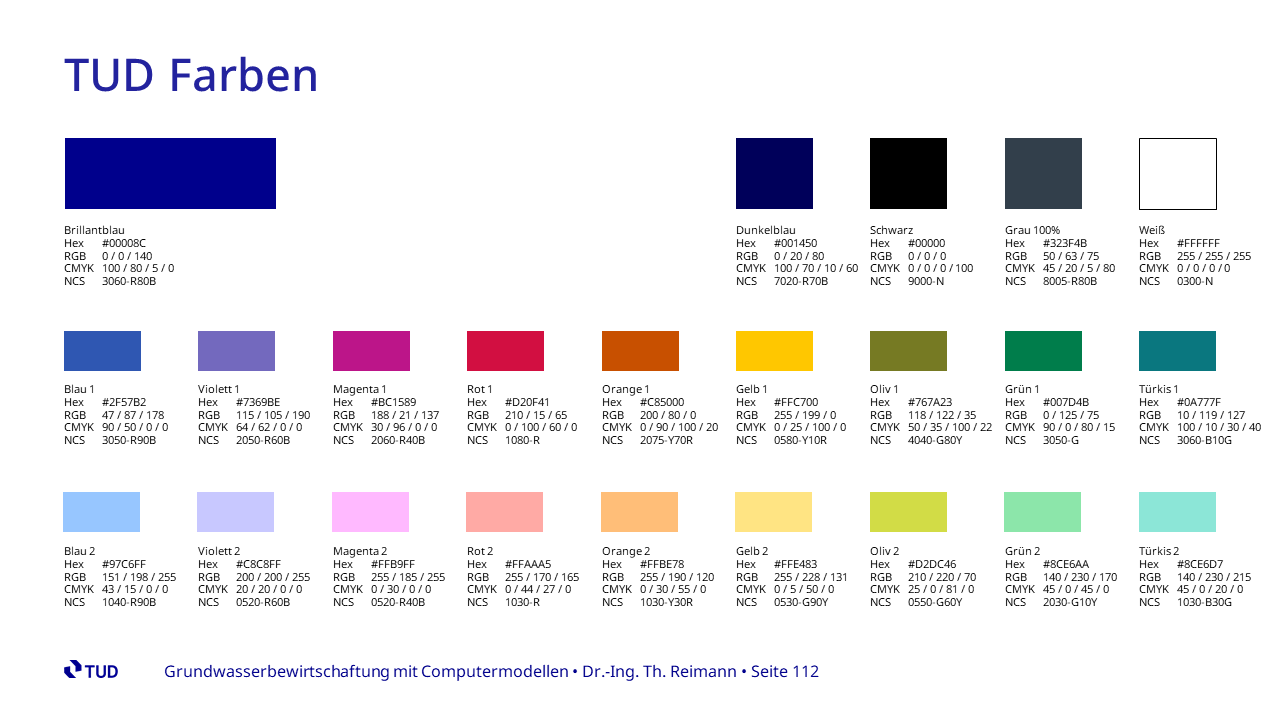 TUD Farben
Brillantblau
Hex #00008C
RGB 0 / 0 / 140
CMYK 100 / 80 / 5 / 0
NCS 3060-R80B
Dunkelblau
Hex #001450
RGB 0 / 20 / 80
CMYK 100 / 70 / 10 / 60
NCS 7020-R70B
Schwarz
Hex #00000
RGB 0 / 0 / 0
CMYK 0 / 0 / 0 / 100
NCS 9000-N
Grau 100%
Hex #323F4B
RGB 50 / 63 / 75
CMYK 45 / 20 / 5 / 80
NCS 8005-R80B
Weiß
Hex #FFFFFF
RGB 255 / 255 / 255
CMYK 0 / 0 / 0 / 0
NCS 0300-N
Blau 1
Hex #2F57B2
RGB 47 / 87 / 178
CMYK 90 / 50 / 0 / 0
NCS 3050-R90B
Violett 1
Hex #7369BE
RGB 115 / 105 / 190
CMYK 64 / 62 / 0 / 0
NCS 2050-R60B
Magenta 1
Hex #BC1589
RGB 188 / 21 / 137
CMYK 30 / 96 / 0 / 0
NCS 2060-R40B
Rot 1
Hex #D20F41
RGB 210 / 15 / 65
CMYK 0 / 100 / 60 / 0
NCS 1080-R
Orange 1
Hex #C85000
RGB 200 / 80 / 0
CMYK 0 / 90 / 100 / 20
NCS 2075-Y70R
Gelb 1
Hex #FFC700
RGB 255 / 199 / 0
CMYK 0 / 25 / 100 / 0
NCS 0580-Y10R
Oliv 1
Hex #767A23
RGB 118 / 122 / 35
CMYK 50 / 35 / 100 / 22
NCS 4040-G80Y
Grün 1
Hex #007D4B
RGB 0 / 125 / 75
CMYK 90 / 0 / 80 / 15
NCS 3050-G
Türkis 1
Hex #0A777F
RGB 10 / 119 / 127
CMYK 100 / 10 / 30 / 40
NCS 3060-B10G
Blau 2
Hex #97C6FF
RGB 151 / 198 / 255
CMYK 43 / 15 / 0 / 0
NCS 1040-R90B
Violett 2
Hex #C8C8FF
RGB 200 / 200 / 255
CMYK 20 / 20 / 0 / 0
NCS 0520-R60B
Magenta 2
Hex #FFB9FF
RGB 255 / 185 / 255
CMYK 0 / 30 / 0 / 0
NCS 0520-R40B
Rot 2
Hex #FFAAA5
RGB 255 / 170 / 165
CMYK 0 / 44 / 27 / 0
NCS 1030-R
Orange 2
Hex #FFBE78
RGB 255 / 190 / 120
CMYK 0 / 30 / 55 / 0
NCS 1030-Y30R
Gelb 2
Hex #FFE483
RGB 255 / 228 / 131
CMYK 0 / 5 / 50 / 0
NCS 0530-G90Y
Oliv 2
Hex #D2DC46
RGB 210 / 220 / 70
CMYK 25 / 0 / 81 / 0
NCS 0550-G60Y
Grün 2
Hex #8CE6AA
RGB 140 / 230 / 170
CMYK 45 / 0 / 45 / 0
NCS 2030-G10Y
Türkis 2
Hex #8CE6D7
RGB 140 / 230 / 215
CMYK 45 / 0 / 20 / 0
NCS 1030-B30G
TUD
Grundwasserbewirtschaftung mit Computermodellen • Dr.-Ing. Th. Reimann • Seite 112